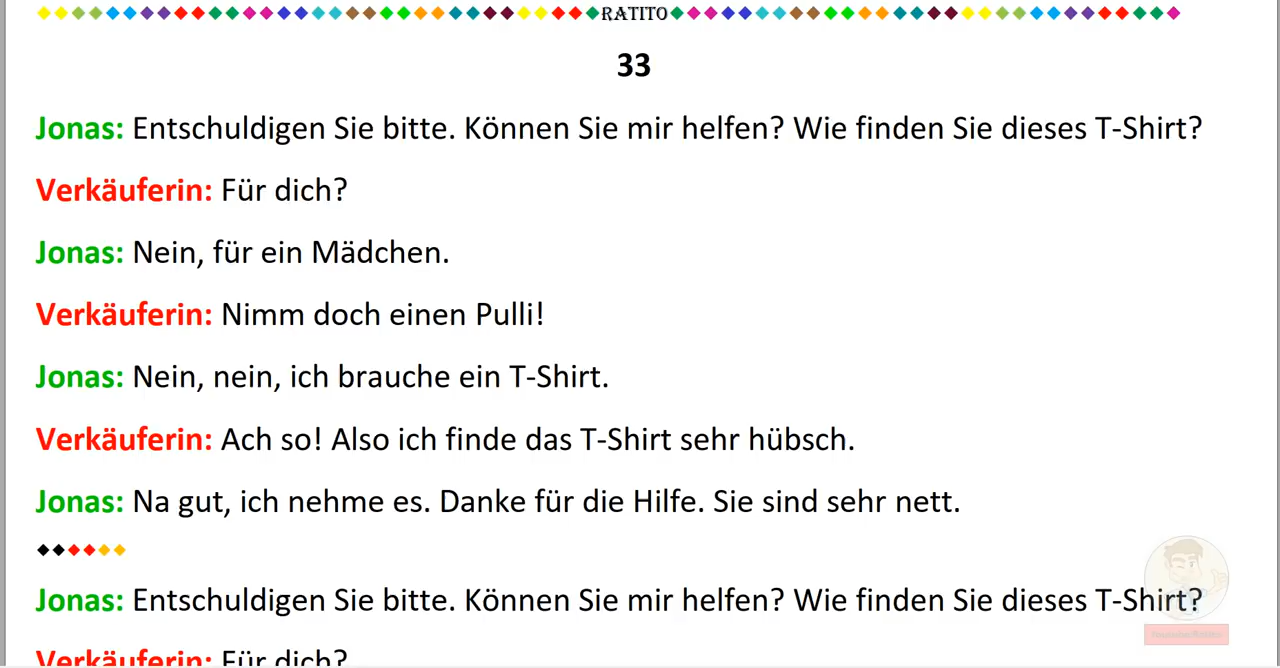 RATITO
33
Jonas: Entschuldigen Sie bitte. Können Sie mir helfen? Wie finden Sie dieses T-Shirt?
Verkäuferin: Für dich?
Jonas: Nein, für ein Mädchen.
Verkäuferin: Nimm doch einen Pulli!
Jonas: Nein, nein, ich brauche ein T-Shirt.
Verkäuferin: Ach so! Also ich finde das T-Shirt sehr hübsch.
Jonas: Na gut, ich nehme es. Danke für die Hilfe. Sie sind sehr nett.
Jonas: Entschuldigen Sie bitte. Können Sie mir helfen? Wie finden Sie dieses T-Shirt?
Verkäuferin: Für dich?